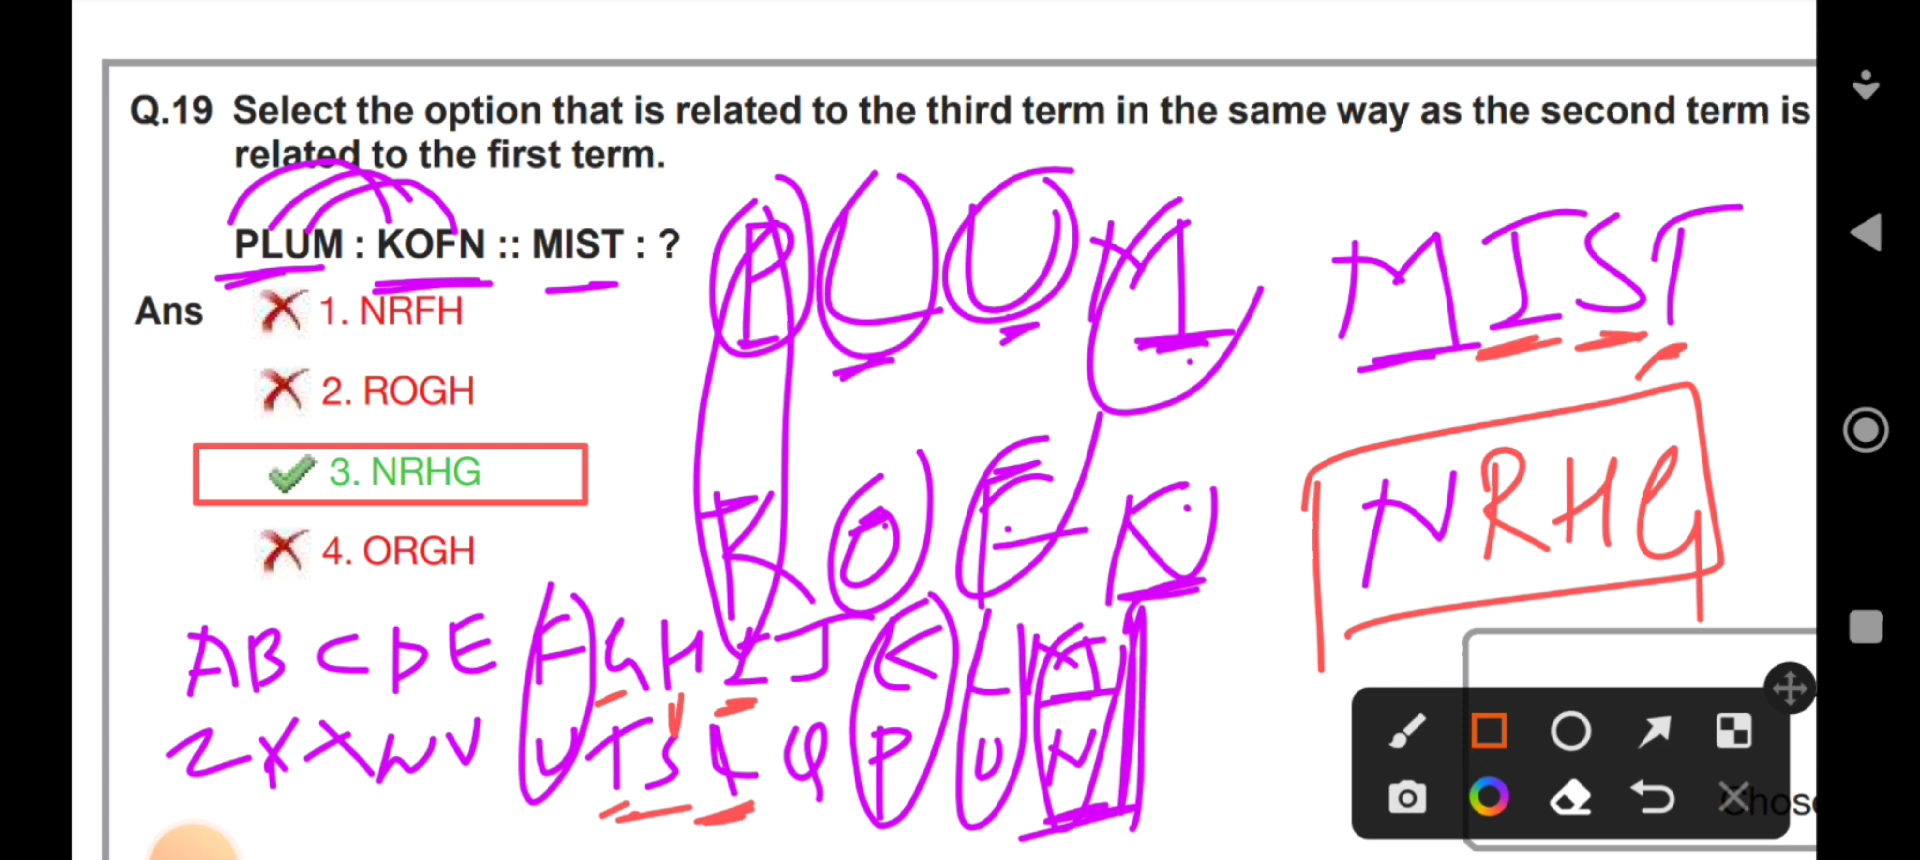 Q.19 Select the option that is related to the third term in the same way as the second term is
related to the first term.
PLUM : KOFN :: MIST : ?
PLUM
MIST
Ans
1. NRFH
2. ROGH
3. NRHG
4. ORGH
KOFN
NRHG
A B C D E F G H I J K L M
Z Y X W V U T S R Q P O N
Chose